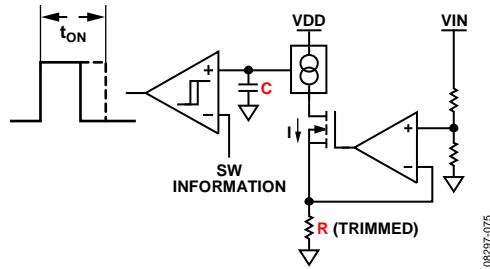 VDD
VIN
tON
+
C
−
SW
INFORMATION
I
+
−
R (TRIMMED)
08297-075